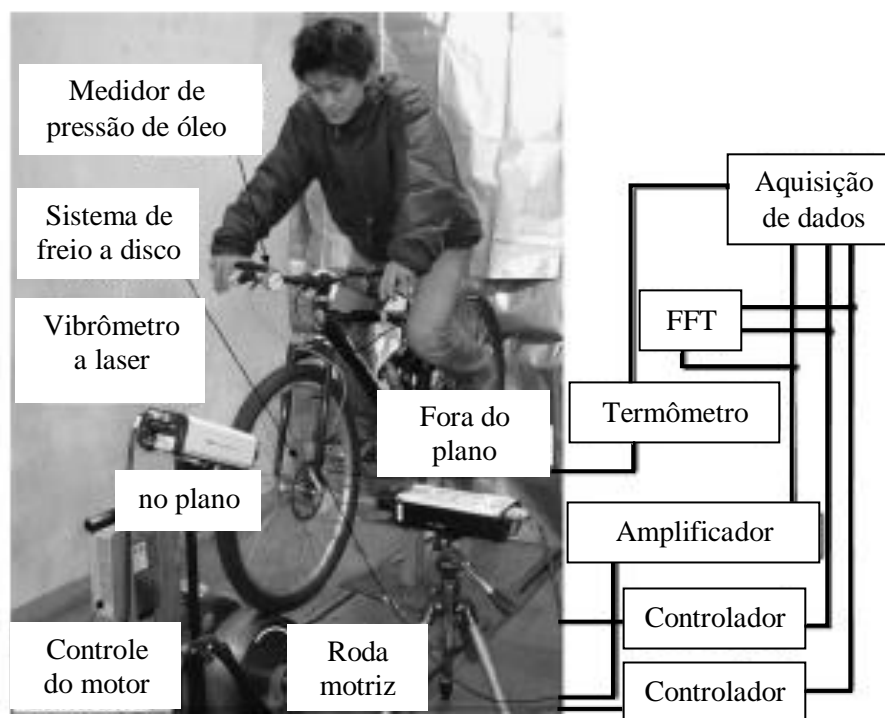 Medidor de
pressão de óleo
Sistema de
freio a disco
Vibrômetro
a laser
no plano
Fora do
plano
Controle
do motor
Roda
motriz
Aquisição
de dados
FFT
Termômetro
Amplificador
Controlador
Controlador